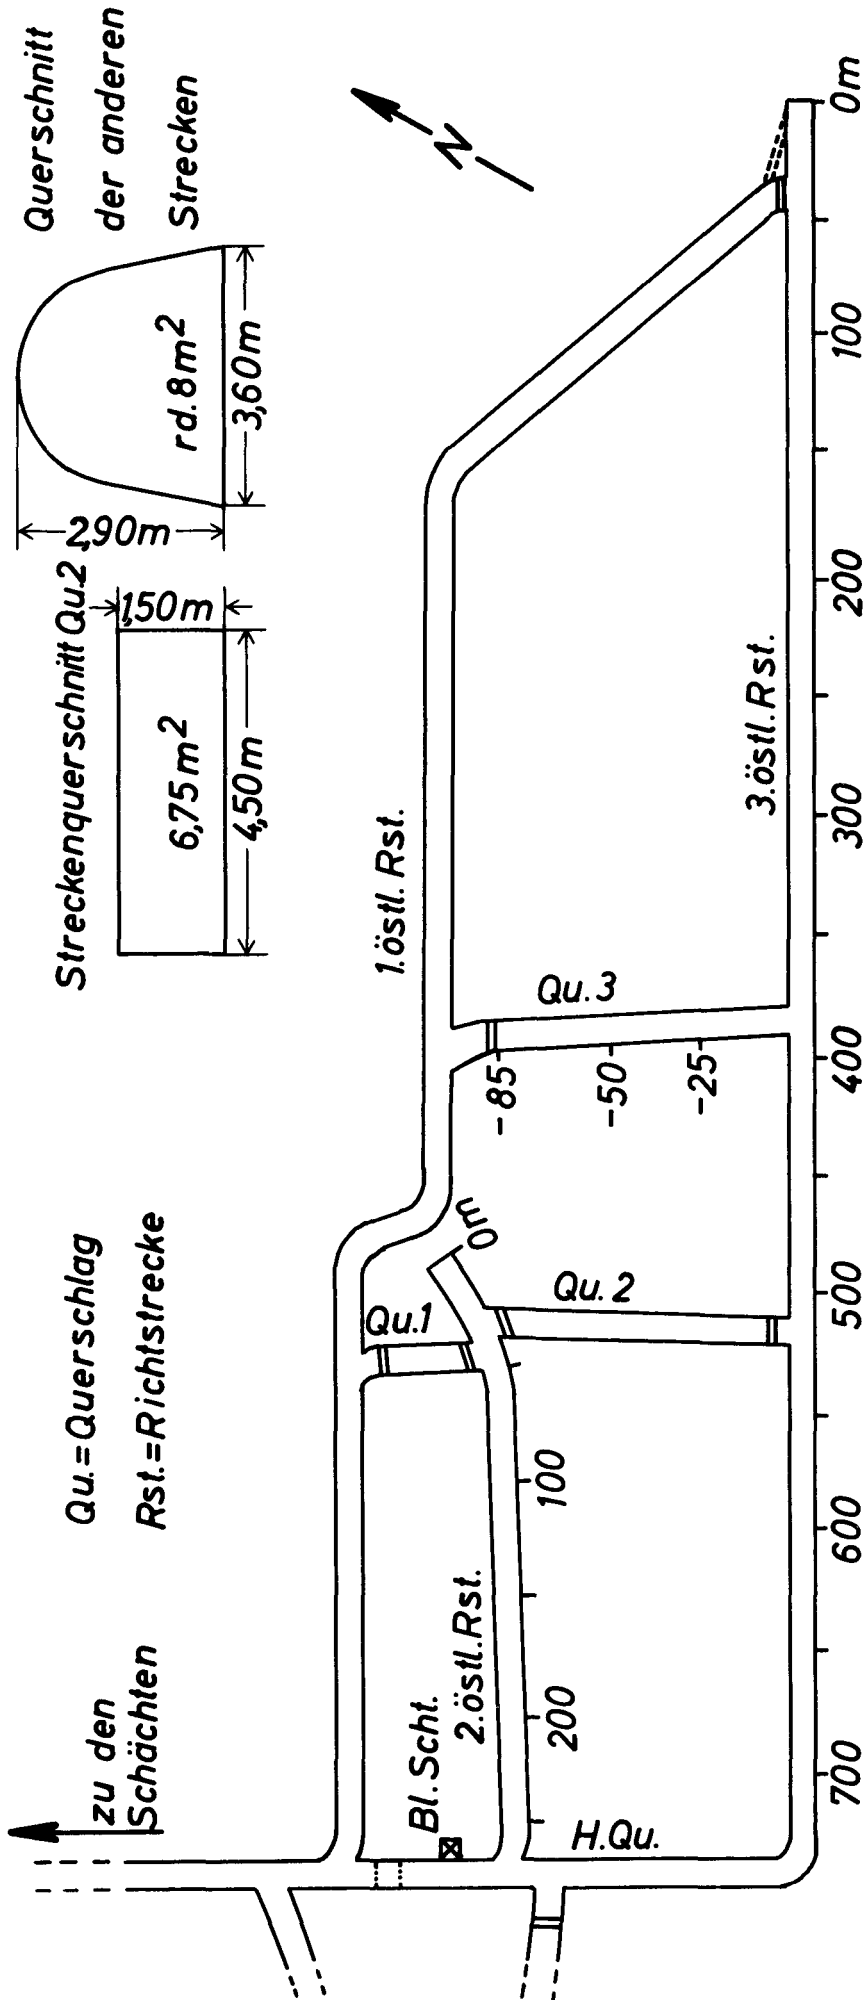 zu den
Schächten
Qu.=Querschlag
Rst.=Richtstrecke
Streckenquerschnitt Qu.2
1,50m
6,75m²
4,50m
2,90m
rd.8m²
3,60m
Querschnitt
der anderen
Strecken
N
1.östl. Rst.
Qu.1
0m
Bl.Scht.
2.östl.Rst.
100
200
H.Qu.
Qu. 2
Qu. 3
-85
-50
-25
3.östl.Rst.
700
600
500
400
300
200
100
0m